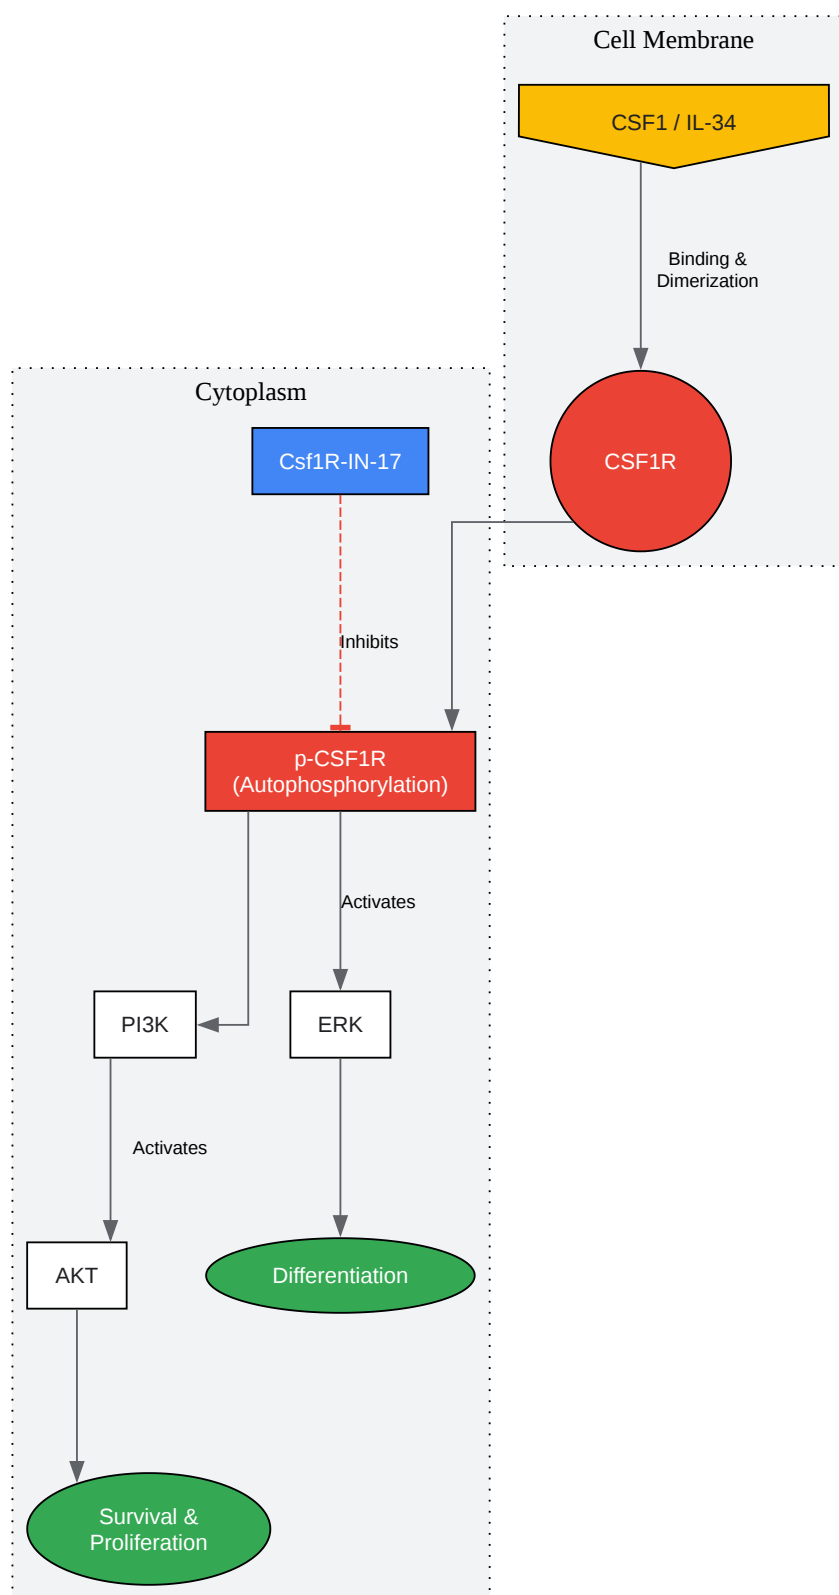 Cell Membrane
CSF1 / IL-34
Binding &
Dimerization
CSF1R
Cytoplasm
Csf1R-IN-17
Inhibits
p-CSF1R
(Autophosphorylation)
Activates
PI3K
ERK
Activates
AKT
Differentiation
Survival &
Proliferation